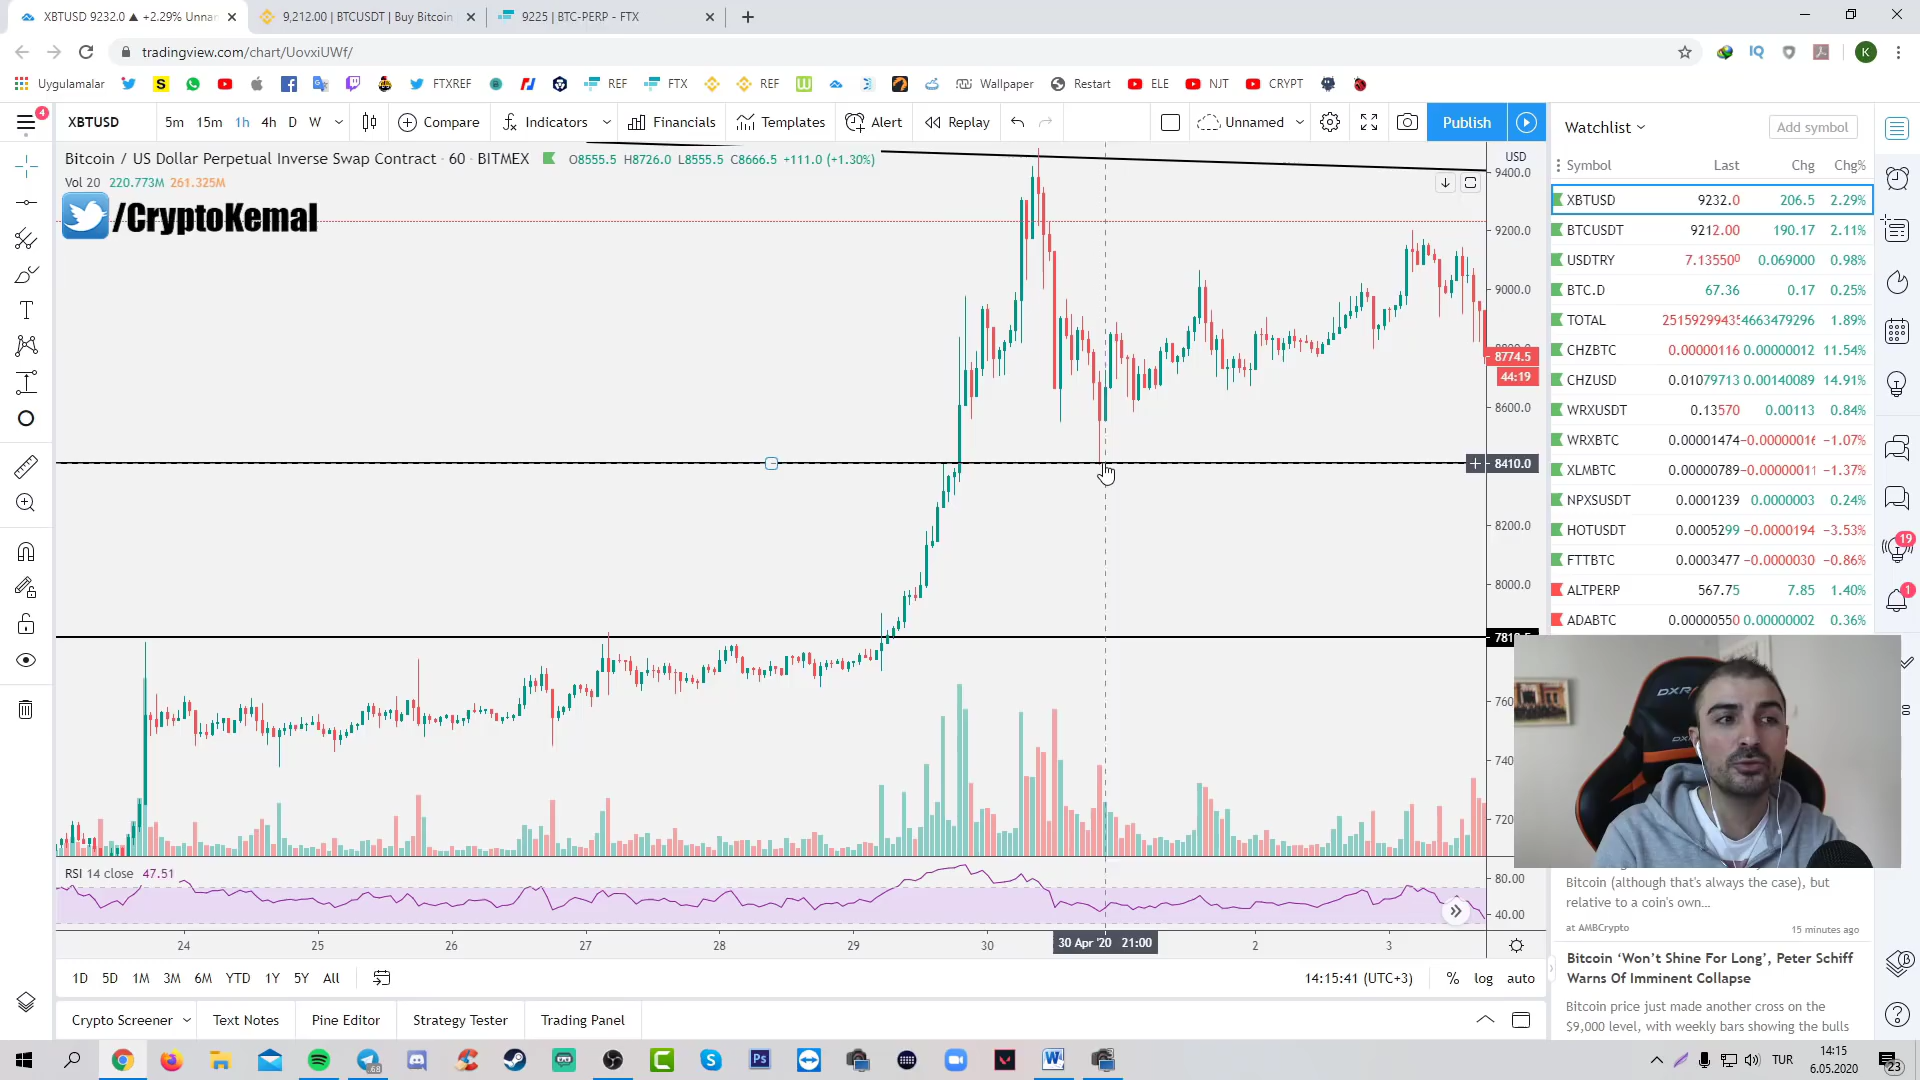 XBTUSD 9232.0 ▲ +2.29% Unnar
9,212.00 | BTCUSDT | Buy Bitcoin
9225 | BTC-PERP - FTX
tradingview.com/chart/UovxiUWf/
Uygulamalar
FTXREF
REF
FTX
REF
Wallpaper
Restart
ELE
NJT
CRYPT
XBTUSD
5m 15m 1h 4h D W
Compare
Indicators
Financials
Templates
Alert
Replay
Unnamed
Publish
Bitcoin / US Dollar Perpetual Inverse Swap Contract · 60 · BITMEX
O8555.5 H8726.0 L8555.5 C8666.5 +111.0 (+1.30%)
Vol 20 220.773M 261.325M
/CryptoKemal
USD
9400.0
9200.0
9000.0
8774.5
44:19
8600.0
8410.0
8200.0
8000.0
RSI 14 close 47.51
80.00
40.00
24 25 26 27 28 29 30
30 Apr '20 21:00
2 3
1D 5D 1M 3M 6M YTD 1Y 5Y All
14:15:41 (UTC+3)
% log auto
Crypto Screener
Text Notes
Pine Editor
Strategy Tester
Trading Panel
Watchlist
Add symbol
Symbol Last Chg Chg%
XBTUSD 9232.0 206.5 2.29%
BTCUSDT 9212.00 190.17 2.11%
USDTRY 7.13550⁰ 0.069000 0.98%
BTC.D 67.36 0.17 0.25%
TOTAL 1.89%
CHZBTC 0.00000116 0.00000012 11.54%
CHZUSD 0.01079713 0.00140089 14.91%
WRXUSDT 0.13570 0.00113 0.84%
WRXBTC 0.00001474 −0.00000016 −1.07%
XLMBTC 0.00000789 −0.00000011 −1.37%
NPXSUSDT 0.0001239 0.0000003 0.24%
HOTUSDT 0.0005299 −0.0000194 −3.53%
FTTBTC 0.0003477 −0.0000030 −0.86%
ALTPERP 567.75 7.85 1.40%
ADABTC 0.00000550 0.00000002 0.36%
Bitcoin (although that's always the case), but
relative to a coin's own...
at AMBCrypto 15 minutes ago
Bitcoin ‘Won’t Shine For Long’, Peter Schiff
Warns Of Imminent Collapse
Bitcoin price just made another cross on the
$9,000 level, with weekly bars showing the bulls
TUR
14:15
6.05.2020